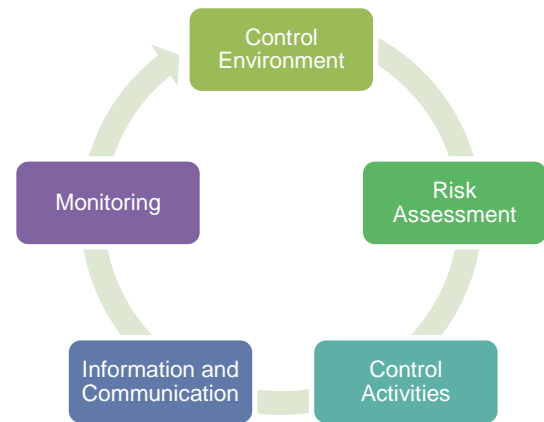 Control
Environment
Risk
Assessment
Control
Activities
Information and
Communication
Monitoring